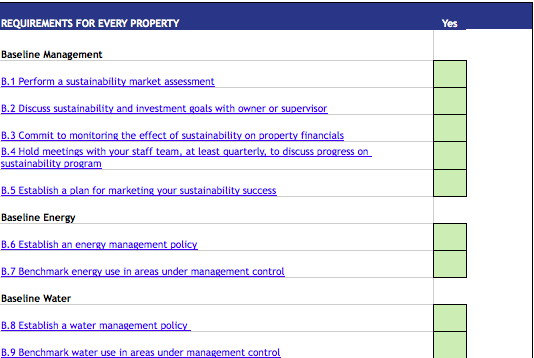 REQUIREMENTS FOR EVERY PROPERTY Yes
Baseline Management
B.1 Perform a sustainability market assessment
B.2 Discuss sustainability and investment goals with owner or supervisor
B.3 Commit to monitoring the effect of sustainability on property financials
B.4 Hold meetings with your staff team, at least quarterly, to discuss progress on
sustainability program
B.5 Establish a plan for marketing your sustainability success
Baseline Energy
B.6 Establish an energy management policy
B.7 Benchmark energy use in areas under management control
Baseline Water
B.8 Establish a water management policy
B.9 Benchmark water use in areas under management control